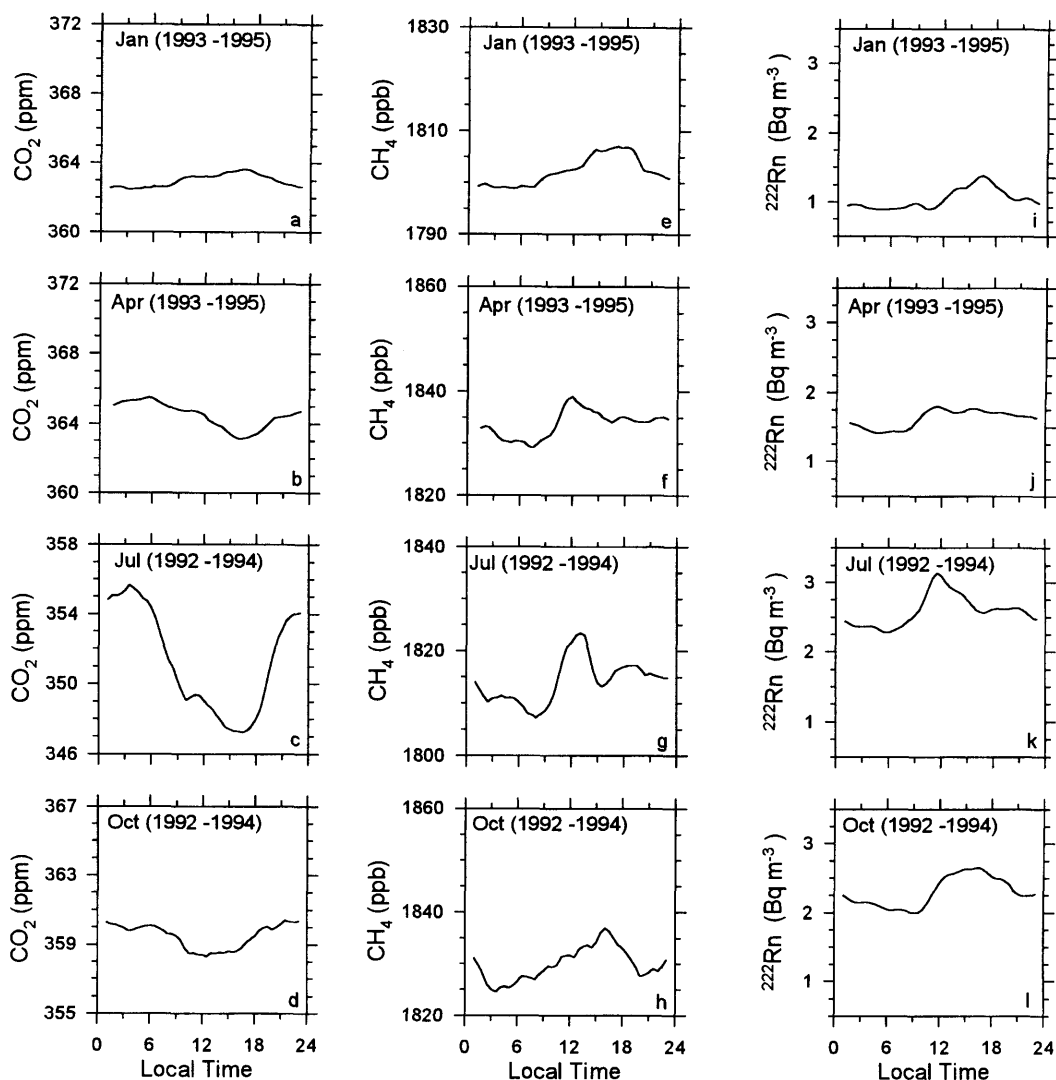 372
368
364
360
CO2 (ppm)
Jan (1993 -1995)
a
1830
1810
1790
CH4 (ppb)
Jan (1993 -1995)
e
3
2
1
222Rn (Bq m-3)
Jan (1993 -1995)
i
372
368
364
360
CO2 (ppm)
Apr (1993 -1995)
b
1860
1840
1820
CH4 (ppb)
Apr (1993 -1995)
f
3
2
1
222Rn (Bq m-3)
Apr (1993 -1995)
j
358
354
350
346
CO2 (ppm)
Jul (1992 -1994)
c
1840
1820
1800
CH4 (ppb)
Jul (1992 -1994)
g
3
2
1
222Rn (Bq m-3)
Jul (1992 -1994)
k
367
363
359
355
CO2 (ppm)
Oct (1992 -1994)
d
0 6 12 18 24
Local Time
1860
1840
1820
CH4 (ppb)
Oct (1992 -1994)
h
0 6 12 18 24
Local Time
3
2
1
222Rn (Bq m-3)
Oct (1992 -1994)
l
0 6 12 18 24
Local Time